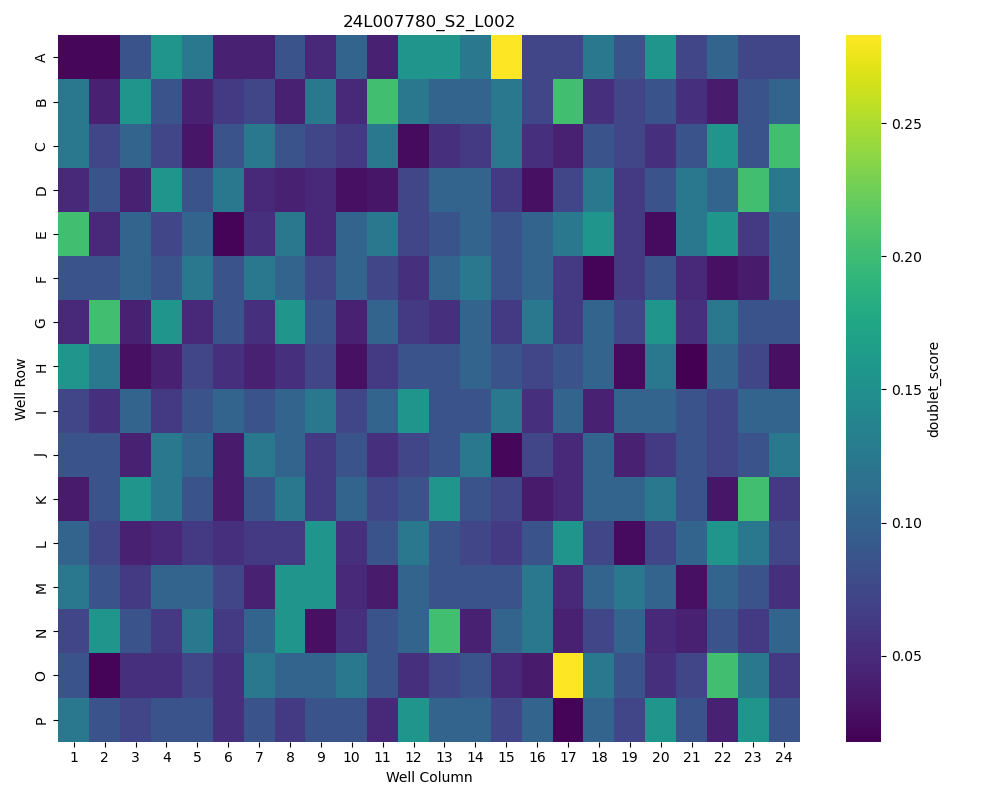 24L007780_S2_L002
Well Row
A
B
C
D
E
F
G
H
I
J
K
L
M
N
O
P
1 2 3 4 5 6 7 8 9 10 11 12 13 14 15 16 17 18 19 20 21 22 23 24
Well Column
0.25
0.20
0.15
0.10
0.05
doublet_score